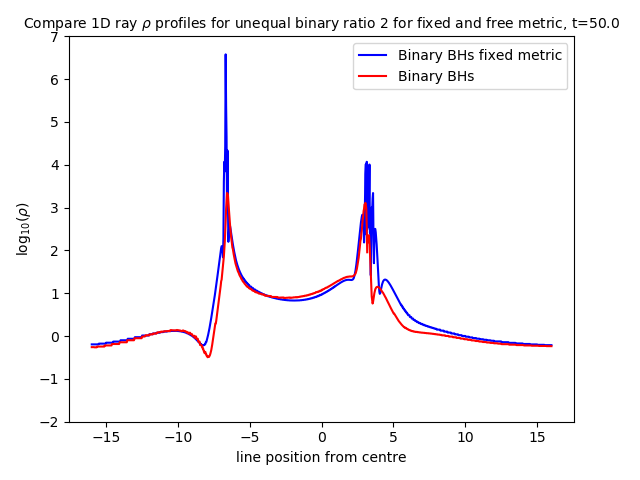 Compare 1D ray ρ profiles for unequal binary ratio 2 for fixed and free metric, t=50.0
7
6
5
4
3
2
1
0
−1
−2
log₁₀(ρ)
Binary BHs fixed metric
Binary BHs
−15 −10 −5 0 5 10 15
line position from centre